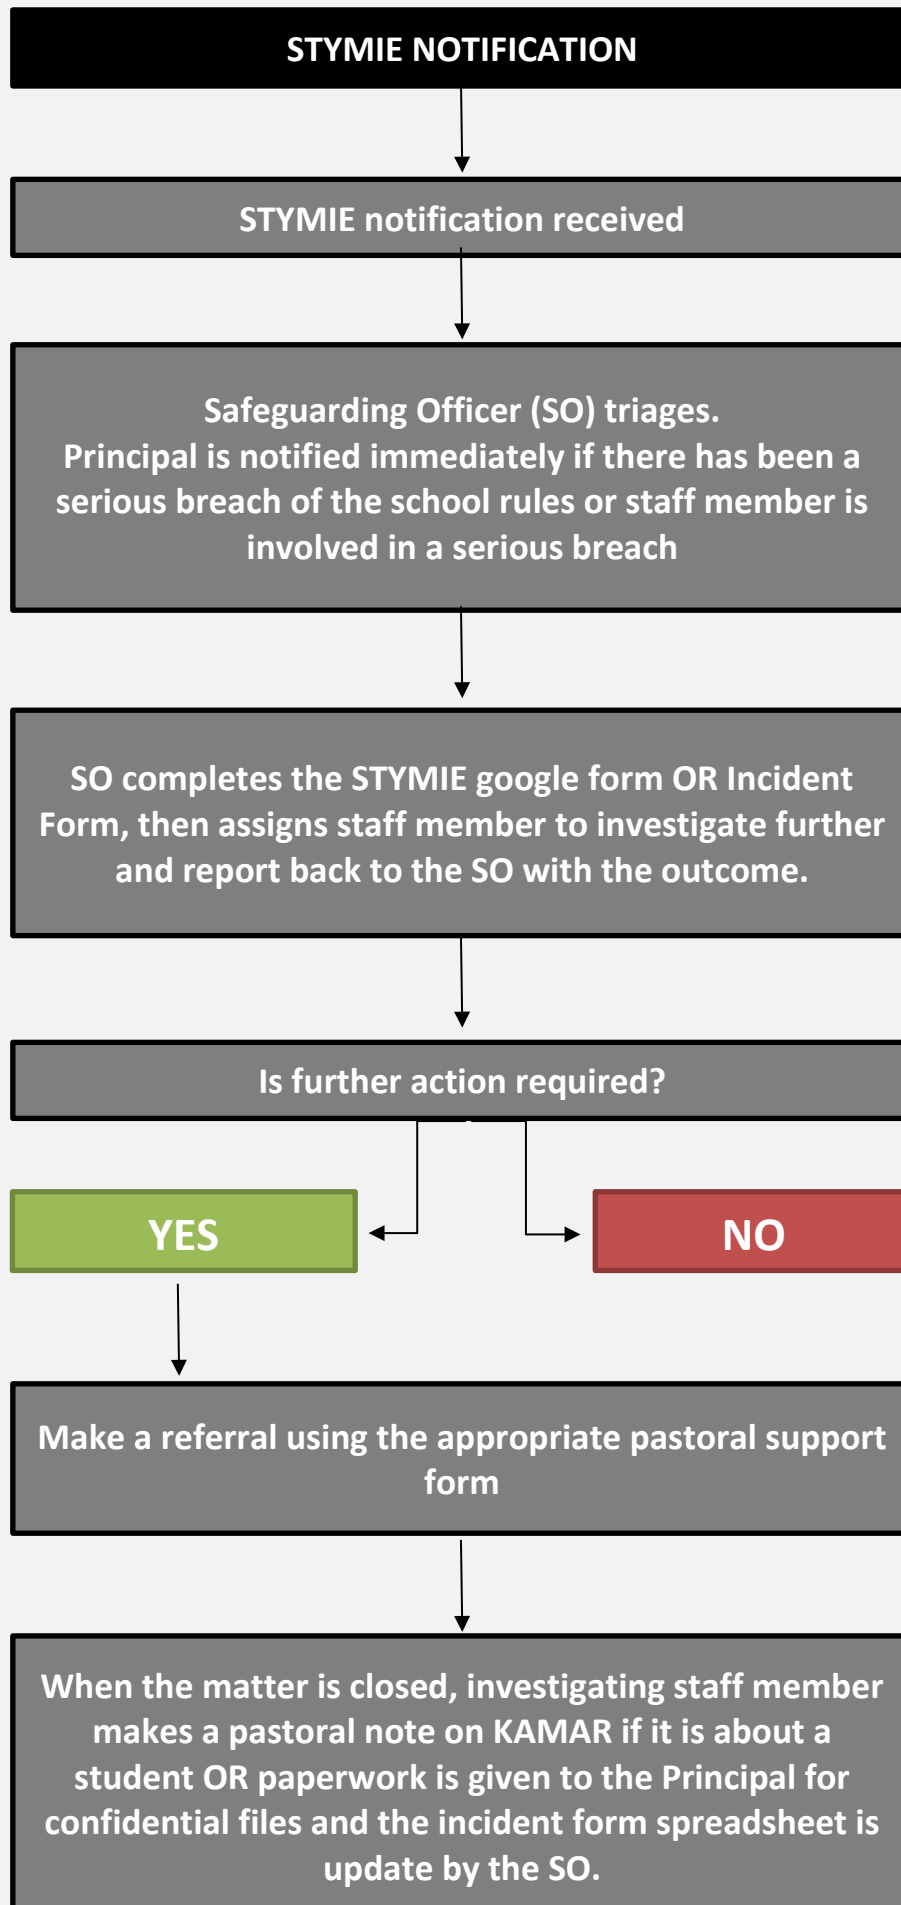 STYMIE NOTIFICATION
STYMIE notification received
Safeguarding Officer (SO) triages.
Principal is notified immediately if there has been a
serious breach of the school rules or staff member is
involved in a serious breach
SO completes the STYMIE google form OR Incident
Form, then assigns staff member to investigate further
and report back to the SO with the outcome.
Is further action required?
YES
NO
Make a referral using the appropriate pastoral support
form
When the matter is closed, investigating staff member
makes a pastoral note on KAMAR if it is about a
student OR paperwork is given to the Principal for
confidential files and the incident form spreadsheet is
update by the SO.